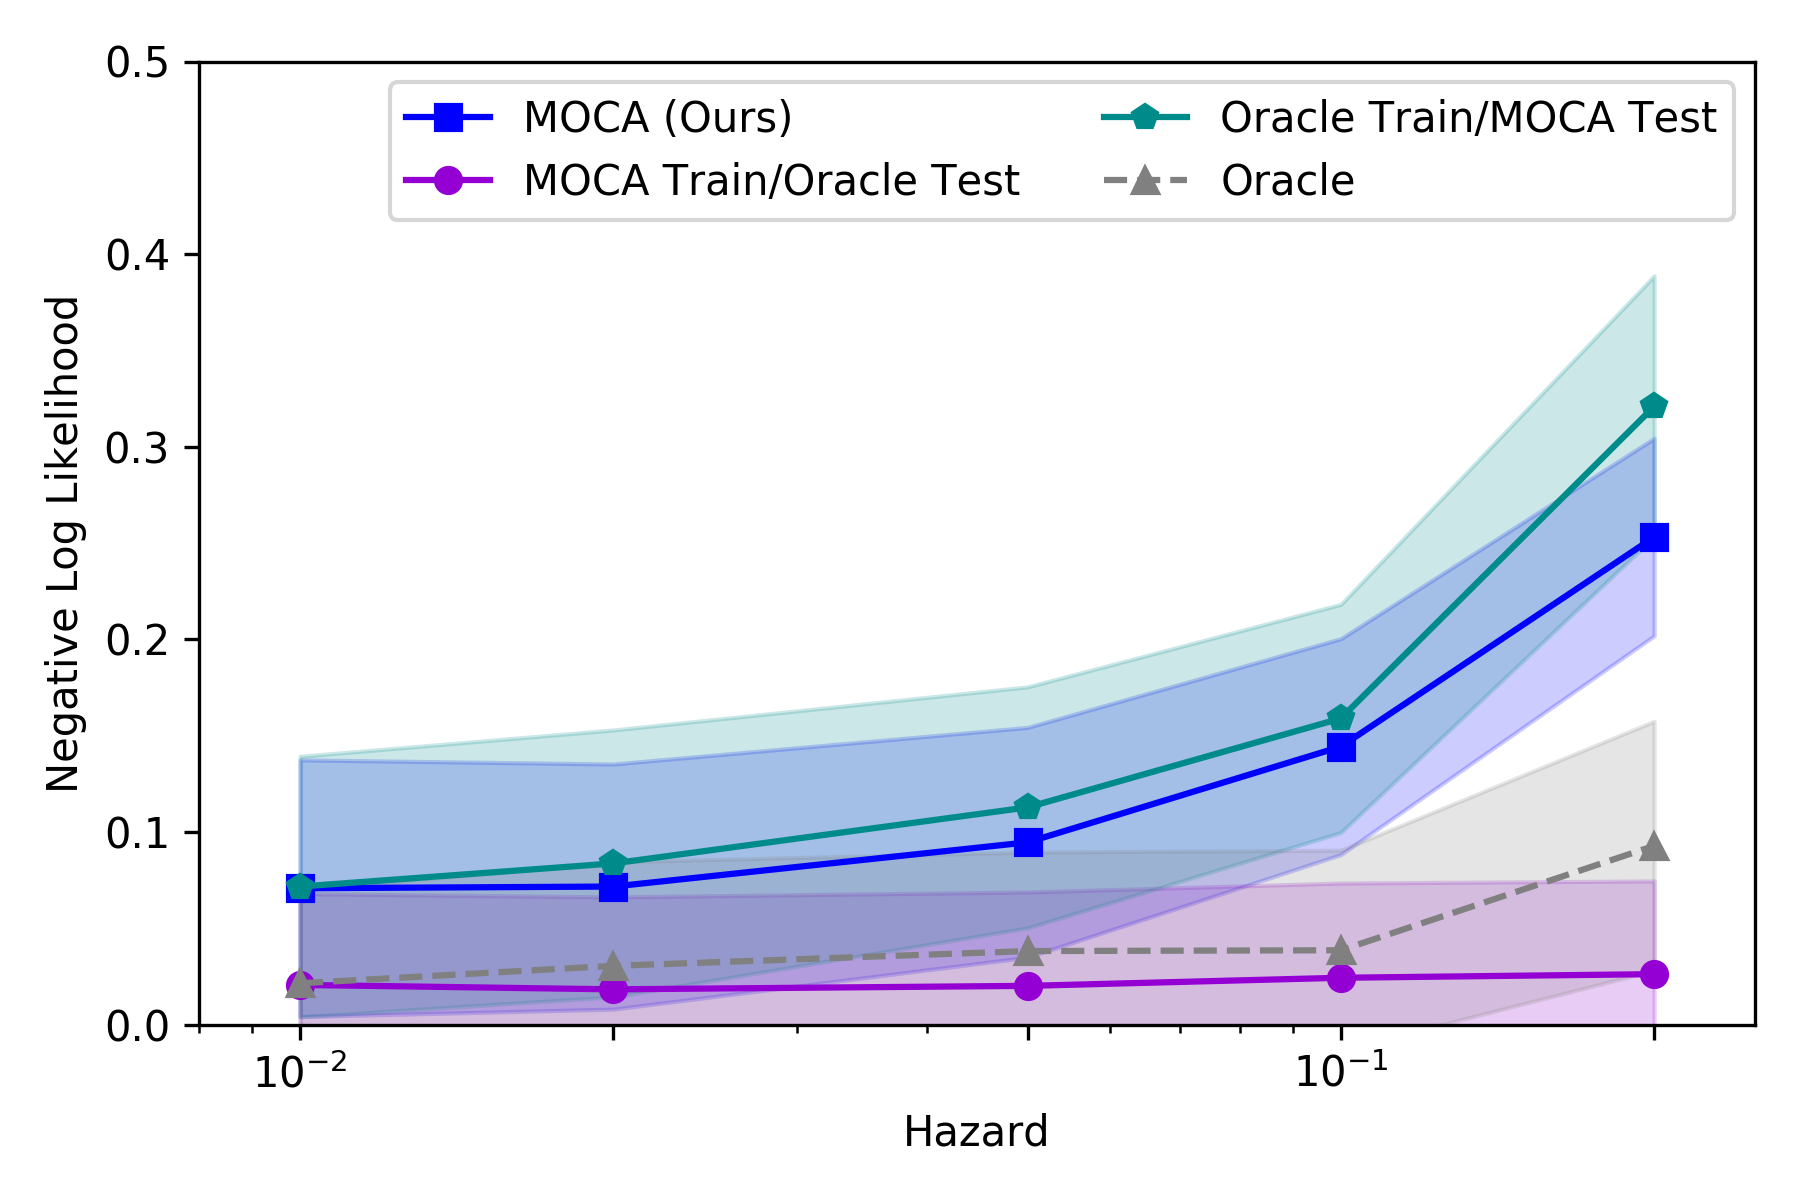 MOCA (Ours)
MOCA Train/Oracle Test
Oracle Train/MOCA Test
Oracle
Negative Log Likelihood
0.5
0.4
0.3
0.2
0.1
0.0
10⁻²
10⁻¹
Hazard